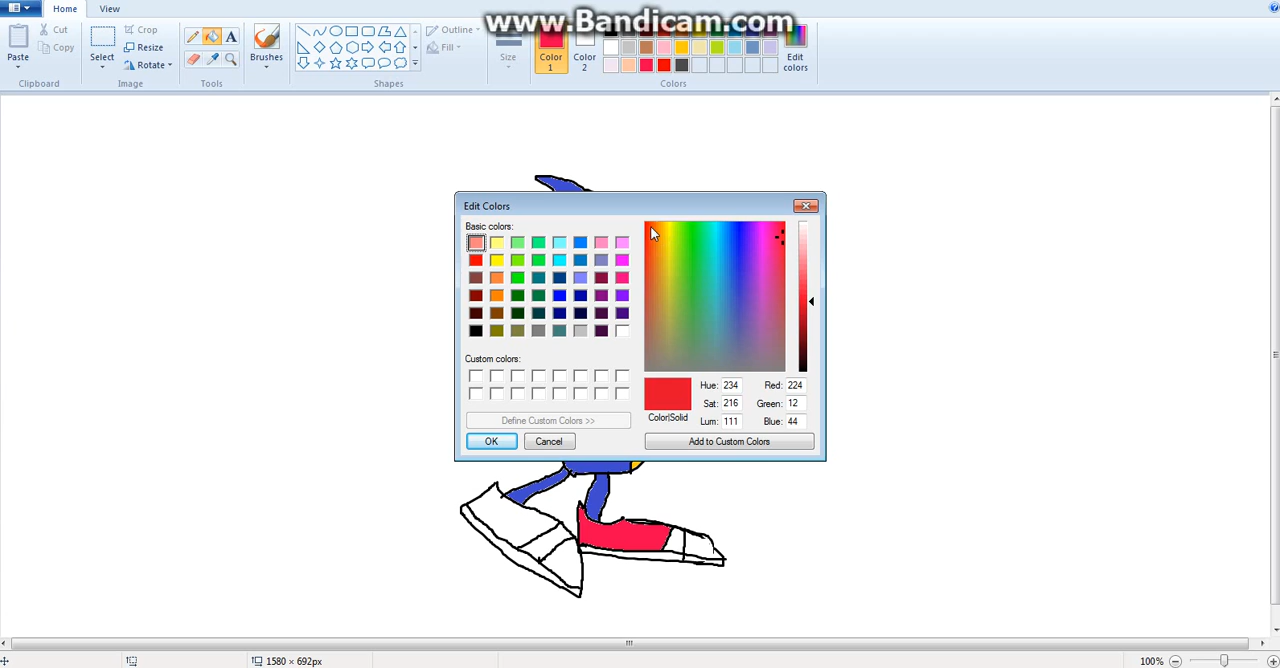 www.Bandicam.com
Home
View
Paste
Cut
Copy
Clipboard
Select
Crop
Resize
Rotate
Image
A
Tools
Brushes
Shapes
Outline
Fill
Size
Color
1
Color
2
Edit
colors
Colors
Edit Colors
Basic colors:
Custom colors:
Define Custom Colors >>
OK
Cancel
Color|Solid
Hue: 234
Sat: 216
Lum: 111
Red: 224
Green: 12
Blue: 44
Add to Custom Colors
1580 × 692px
100%